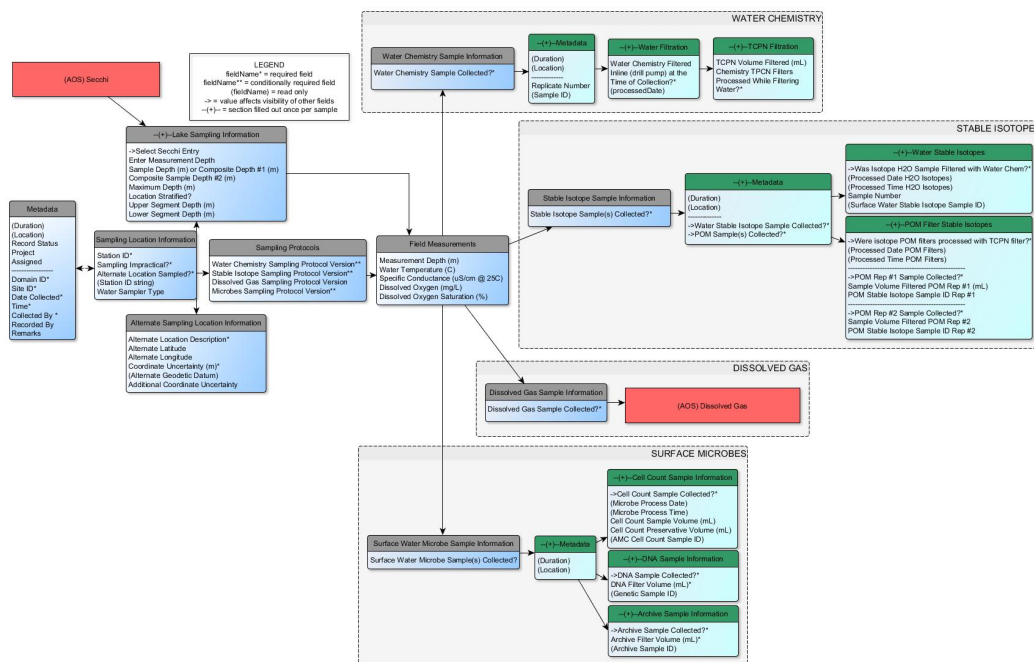 WATER CHEMISTRY
LEGEND
fieldName* = required field
fieldName** = conditionally required field
(fieldName) = read only
-> = value affects visibility of other fields
--(+)-- = section filled out once per sample
(AOS) Secchi
Water Chemistry Sample Information
Water Chemistry Sample Collected?*
--(+)--Metadata
(Duration)
(Location)
---------------
Replicate Number
(Sample ID)
--(+)--Water Filtration
Water Chemistry Filtered
Inline (drill pump) at the
Time of Collection?*
(processedDate)
--(+)--TCPN Filtration
TCPN Volume Filtered (mL)
Chemistry TCPN Filters
Processed While Filtering
Water?*
--(+)--Lake Sampling Information
->Select Secchi Entry
Enter Measurement Depth
Sample Depth (m) or Composite Depth #1 (m)
Composite Sample Depth #2 (m)
Maximum Depth (m)
Location Stratified?
Upper Segment Depth (m)
Lower Segment Depth (m)
STABLE ISOTOPE
Stable Isotope Sample Information
Stable Isotope Sample(s) Collected?*
--(+)--Metadata
(Duration)
(Location)
---------------
->Water Stable Isotope Sample Collected?*
->POM Sample(s) Collected?*
--(+)--Water Stable Isotopes
->Was Isotope H2O Sample Filtered with Water Chem?*
(Processed Date H2O Isotopes)
(Processed Time H2O Isotopes)
Sample Number
(Surface Water Stable Isotope Sample ID)
--(+)--POM Filter Stable Isotopes
->Were isotope POM filters processed with TCPN filter?*
(Processed Date POM Filters)
(Processed Time POM Filters)
----------------------------------------
->POM Rep #1 Sample Collected?*
Sample Volume Filtered POM Rep #1 (mL)
POM Stable Isotope Sample ID Rep #1
----------------------------------------
->POM Rep #2 Sample Collected?*
Sample Volume Filtered POM Rep #2
POM Stable Isotope Sample ID Rep #2
Metadata
(Duration)
(Location)
Record Status
Project
Assigned
---------------
Domain ID*
Site ID*
Date Collected*
Time*
Collected By *
Recorded By
Remarks
Sampling Location Information
Station ID*
Sampling Impractical?*
Alternate Location Sampled?*
(Station ID string)
Water Sampler Type
Sampling Protocols
Water Chemistry Sampling Protocol Version**
Stable Isotope Sampling Protocol Version**
Dissolved Gas Sampling Protocol Version
Microbes Sampling Protocol Version**
Field Measurements
Measurement Depth (m)
Water Temperature (C)
Specific Conductance (uS/cm @ 25C)
Dissolved Oxygen (mg/L)
Dissolved Oxygen Saturation (%)
Alternate Sampling Location Information
Alternate Location Description*
Alternate Latitude
Alternate Longitude
Coordinate Uncertainty (m)*
(Alternate Geodetic Datum)
Additional Coordinate Uncertainty
DISSOLVED GAS
Dissolved Gas Sample Information
Dissolved Gas Sample Collected?*
(AOS) Dissolved Gas
SURFACE MICROBES
Surface Water Microbe Sample Information
Surface Water Microbe Sample(s) Collected?
--(+)--Metadata
(Duration)
(Location)
--(+)--Cell Count Sample Information
->Cell Count Sample Collected?*
(Microbe Process Date)
(Microbe Process Time)
Cell Count Sample Volume (mL)
Cell Count Preservative Volume (mL)
(AMC Cell Count Sample ID)
--(+)--DNA Sample Information
->DNA Sample Collected?*
DNA Filter Volume (mL)*
(Genetic Sample ID)
--(+)--Archive Sample Information
->Archive Sample Collected?*
Archive Filter Volume (mL)*
(Archive Sample ID)